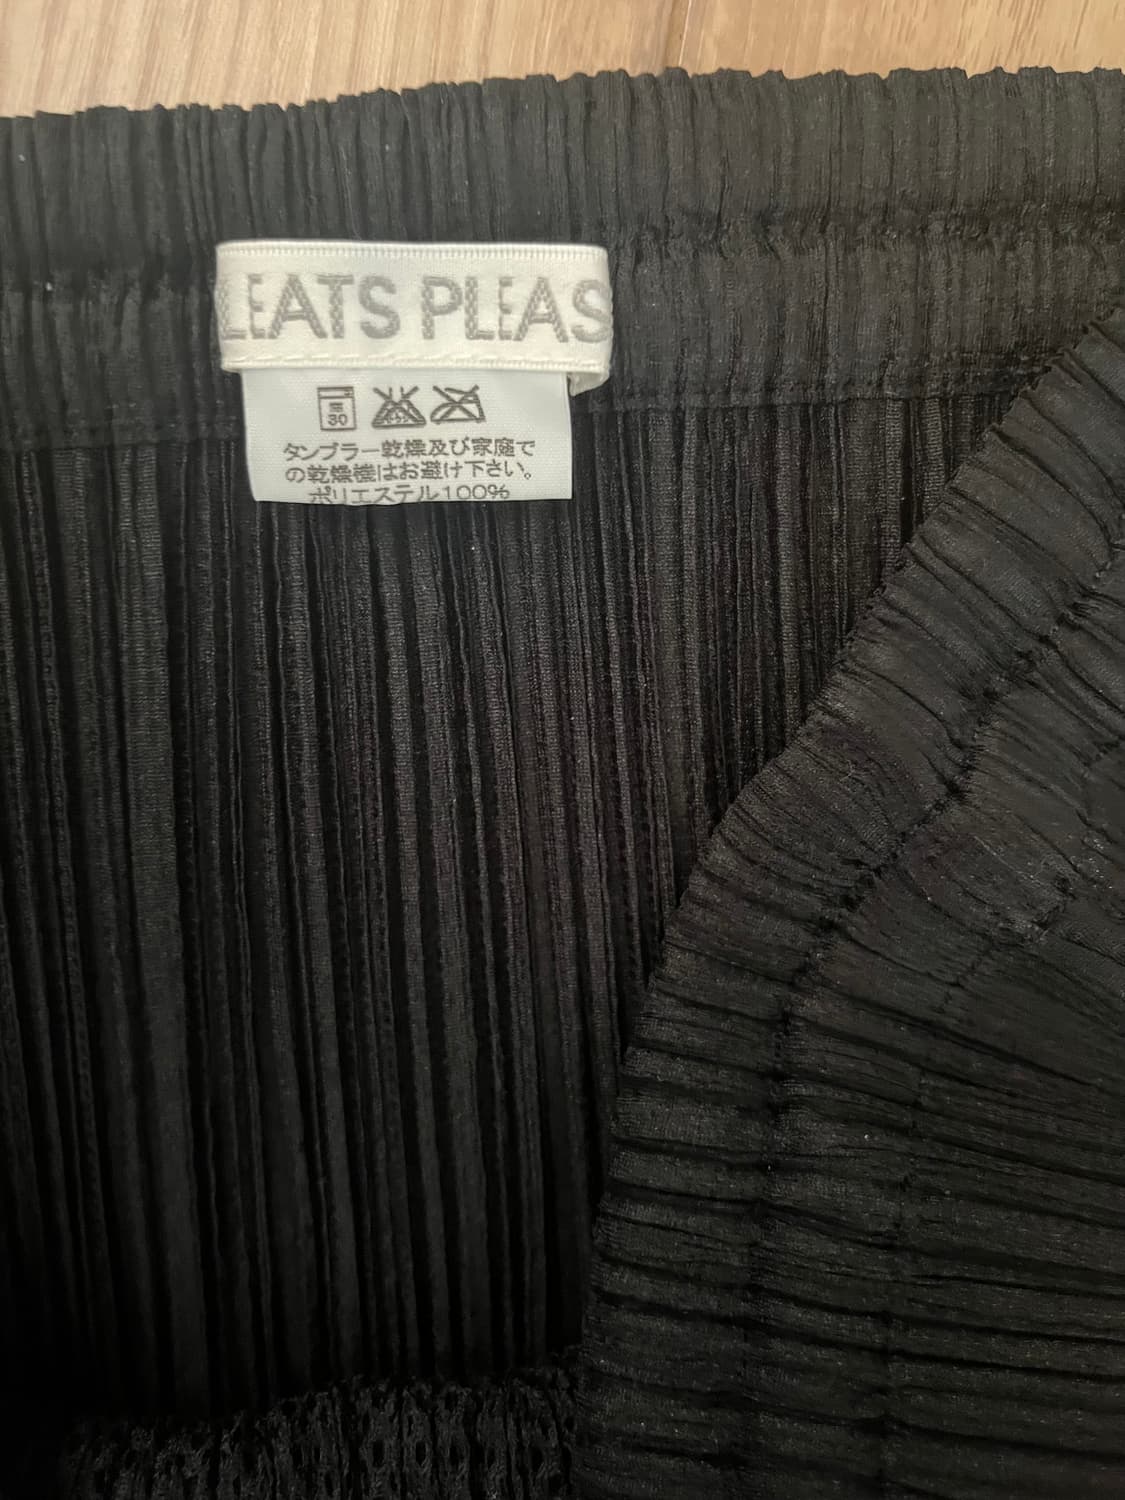 LEATS PLEAS
弱
30
タンブラー乾燥及び家庭で
の乾燥機はお避け下さい。
ポリエステル100%